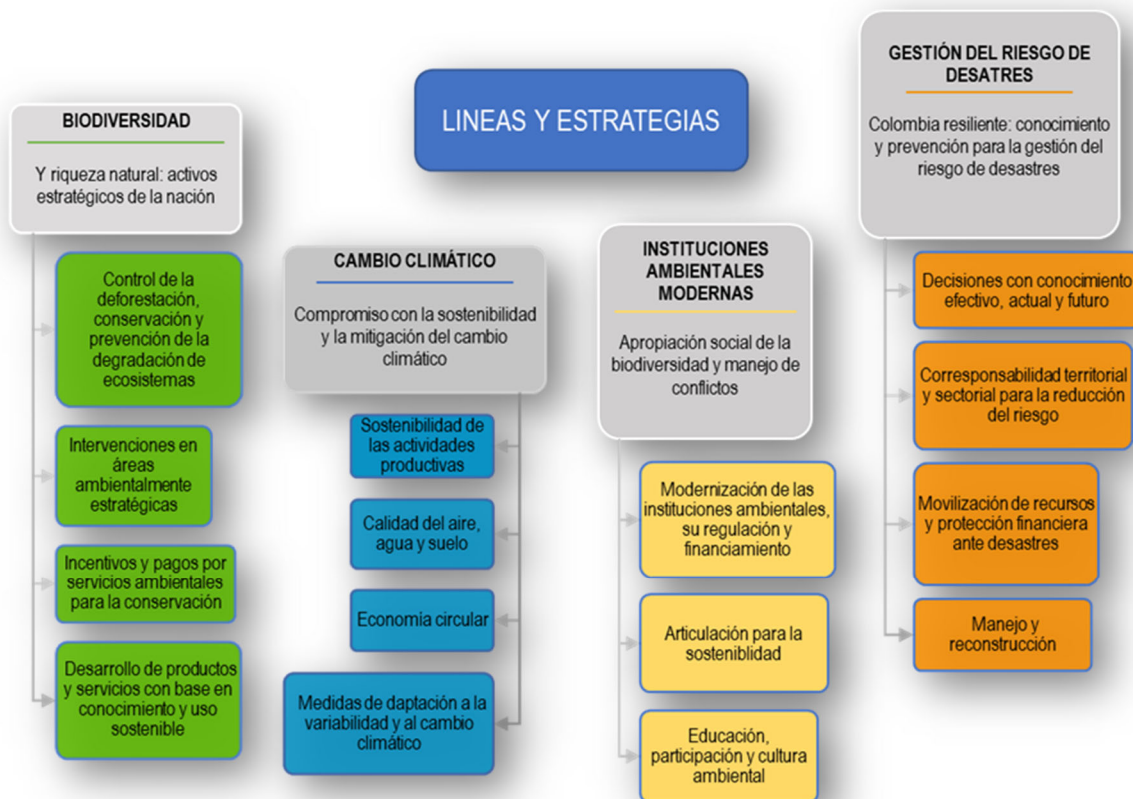 LINEAS Y ESTRATEGIAS
BIODIVERSIDAD
Y riqueza natural: activos
estratégicos de la nación
Control de la
deforestación,
conservación y
prevención de la
degradación de
ecosistemas
Intervenciones en
áreas
ambientalmente
estratégicas
Incentivos y pagos por
servicios ambientales
para la conservación
Desarrollo de productos
y servicios con base en
conocimiento y uso
sostenible
CAMBIO CLIMÁTICO
Compromiso con la sostenibilidad
y la mitigación del cambio
climático
Sostenibilidad de
las actividades
productivas
Calidad del aire,
agua y suelo
Economía circular
Medidas de daptación a la
variabilidad y al cambio
climático
INSTITUCIONES
AMBIENTALES
MODERNAS
Apropiación social de la
biodiversidad y manejo de
conflictos
Modernización de las
instituciones ambientales,
su regulación y
financiamiento
Articulación para la
sosteniblidad
Educación,
participación y cultura
ambiental
GESTIÓN DEL RIESGO DE
DESATRES
Colombia resiliente: conocimiento
y prevención para la gestión del
riesgo de desastres
Decisiones con conocimiento
efectivo, actual y futuro
Corresponsabilidad territorial
y sectorial para la reducción
del riesgo
Movilización de recursos
y protección financiera
ante desastres
Manejo y
reconstrucción